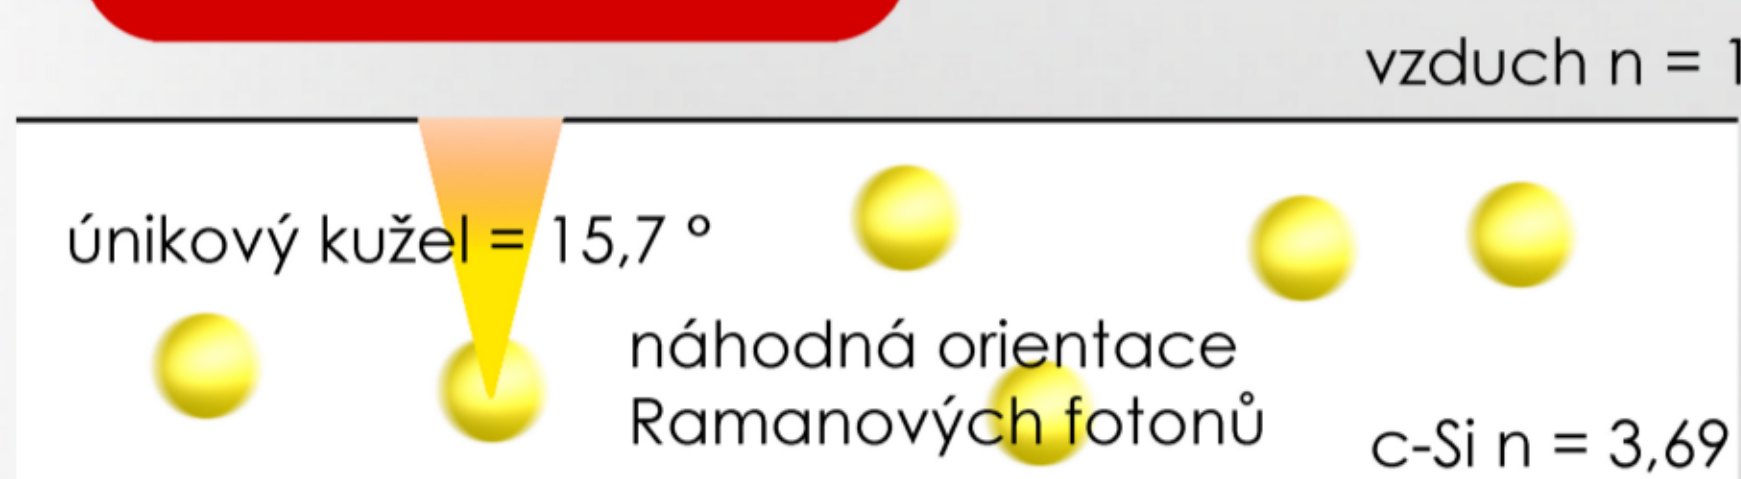 vzduch n = 1
únikový kužel = 15,7 °
náhodná orientace
Ramanových fotonů
c-Si n = 3,69